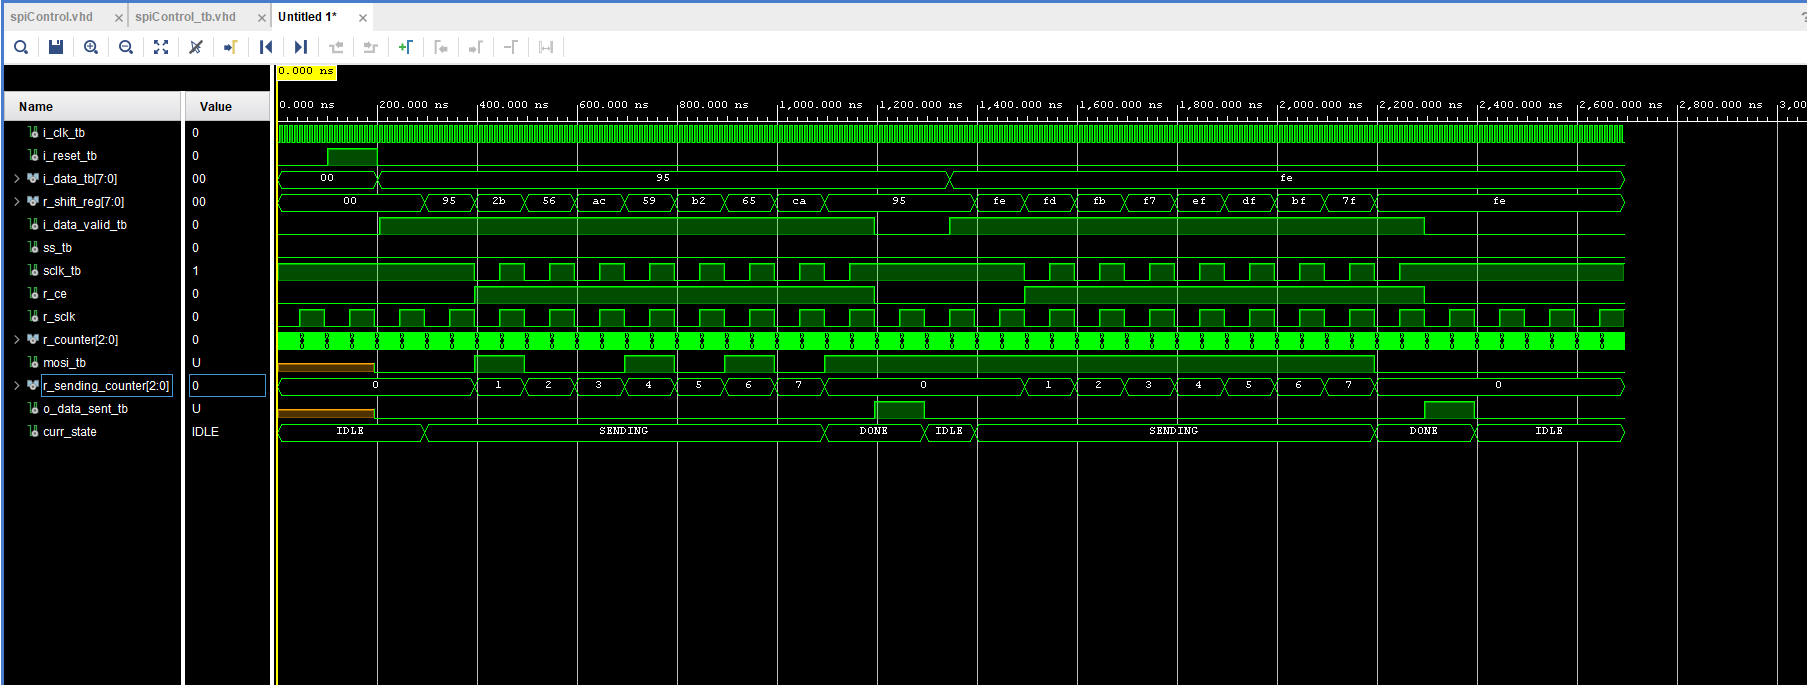 spiControl.vhd × spiControl_tb.vhd × Untitled 1* × ?
0.000 ns
Name Value
0.000 ns 200.000 ns 400.000 ns 600.000 ns 800.000 ns 1,000.000 ns 1,200.000 ns 1,400.000 ns 1,600.000 ns 1,800.000 ns 2,000.000 ns 2,200.000 ns 2,400.000 ns 2,600.000 ns 2,800.000 ns 3,00
i_clk_tb 0
i_reset_tb 0
i_data_tb[7:0] 00 00 95 fe
r_shift_reg[7:0] 00 00 95 2b 56 ac 59 b2 65 ca 95 fe fd fb f7 ef df bf 7f fe
i_data_valid_tb 0
ss_tb 0
sclk_tb 1
r_ce 0
r_sclk 0
r_counter[2:0] 0
mosi_tb U
r_sending_counter[2:0] 0 0 1 2 3 4 5 6 7 0 1 2 3 4 5 6 7 0
o_data_sent_tb U
curr_state IDLE IDLE SENDING DONE IDLE SENDING DONE IDLE